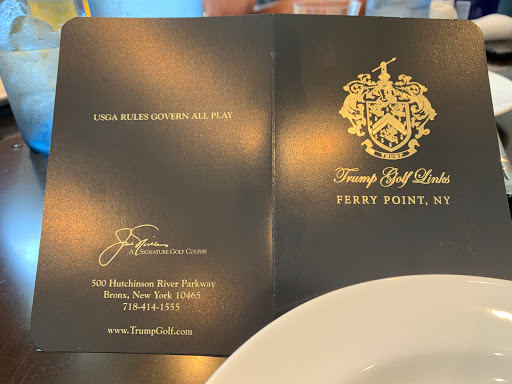 USGA RULES GOVERN ALL PLAY
A SIGNATURE GOLF COURSE
500 Hutchinson River Parkway
Bronx, New York 10465
718-414-1555
www.TrumpGolf.com
TRUMP
Trump Golf Links
FERRY POINT, NY